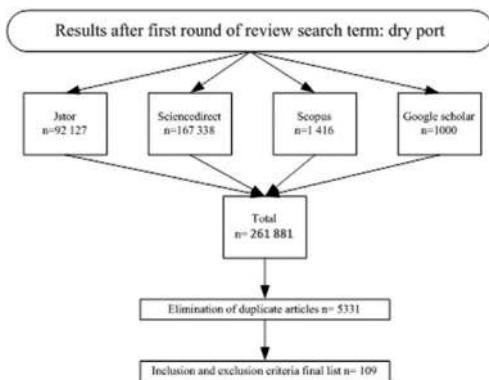 Results after first round of review search term: dry port
Jstor
n=92 127
Sciencedirect
n=167 338
Scopus
n=1 416
Google scholar
n=1000
Total
n= 261 881
Elimination of duplicate articles n= 5331
Inclusion and exclusion criteria final list n= 109